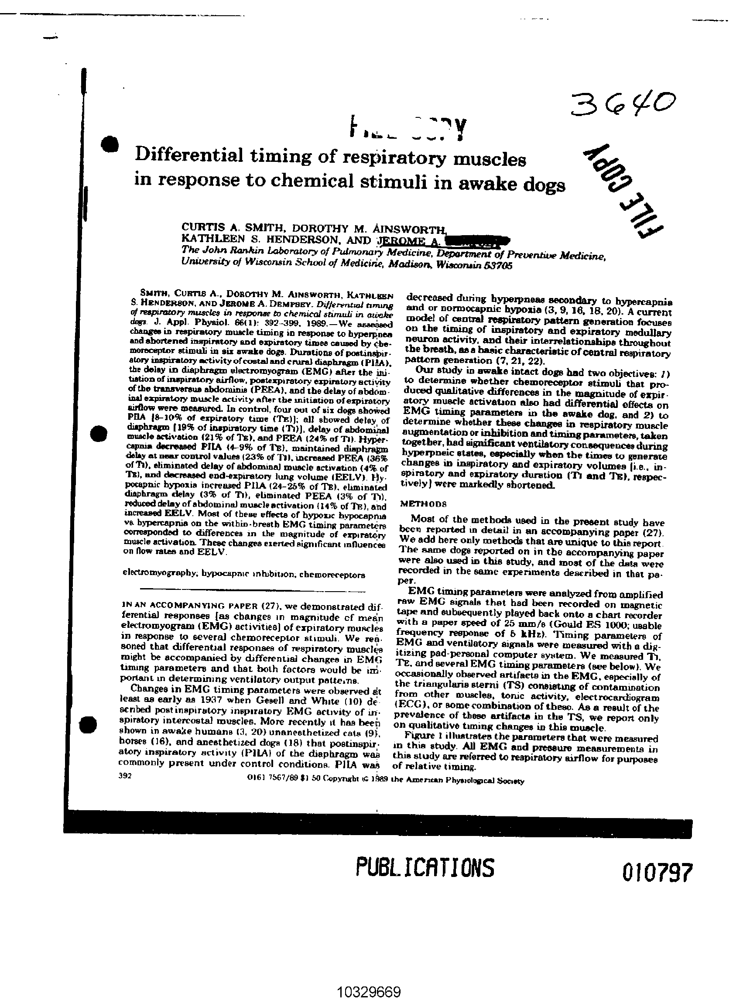 3640
FILE COPY
Differential timing of respiratory muscles
in response to chemical stimuli in awake dogs
FILE COPY
CURTIS A. SMITH, DOROTHY M. AINSWORTH,
KATHLEEN S. HENDERSON, AND JEROME A.
The John Rankin Laboratory of Pulmonary Medicine, Department of Preventive Medicine,
University of Wisconsin School of Medicine, Madison, Wisconsin 53705
SMITH, CURTIS A., DOROTHY M. AINSWORTH, KATHLEEN
S. HENDERSON, AND JEROME A. DEMPSEY. Differential timing
of respiratory muscles in response to chemical stimuli in awake
dogs. J. Appl. Physiol. 66(1): 392-399, 1989.—We assessed
changes in respiratory muscle timing in response to hyperpnea
and shortened inspiratory and expiratory times caused by che-
moreceptor stimuli in six awake dogs. Durations of postinspir-
atory inspiratory activity of costal and crural diaphragm (PIIA),
the delay in diaphragm electromyogram (EMG) after the ini-
tiation of inspiratory airflow, postexpiratory expiratory activity
of the transversus abdominis (PEEA), and the delay of abdom-
inal expiratory muscle activity after the initiation of expiratory
airflow were measured. In control, four out of six dogs showed
PIIA [8-10% of expiratory time (TE)]; all showed delay of
diaphragm [19% of inspiratory time (TI)], delay of abdominal
muscle activation (21% of TE), and PEEA (24% of TI). Hyper-
capnia decreased PIIA (4-9% of TE), maintained diaphragm
delay at near control values (23% of TI), increased PEEA (36%
of TI), eliminated delay of abdominal muscle activation (4% of
TE), and decreased end-expiratory lung volume (EELV). Hy-
pocapnic hypoxia increased PIIA (24-25% of TE), eliminated
diaphragm delay (3% of TI), eliminated PEEA (3% of TI),
reduced delay of abdominal muscle activation (14% of TE), and
increased EELV. Most of these effects of hypoxic hypocapnia
vs hypercapnia on the within-breath EMG timing parameters
corresponded to differences in the magnitude of expiratory
muscle activation. These changes exerted significant influences
on flow rates and EELV.
electromyography; hypocapnic inhibition, chemoreceptors
IN AN ACCOMPANYING PAPER (27), we demonstrated dif-
ferential responses [as changes in magnitude of mean
electromyogram (EMG) activities] of expiratory muscles
in response to several chemoreceptor stimuli. We rea-
soned that differential responses of respiratory muscles
might be accompanied by differential changes in EMG
timing parameters and that both factors would be im-
portant in determining ventilatory output patterns.
Changes in EMG timing parameters were observed at
least as early as 1937 when Gesell and White (10) de-
scribed postinspiratory inspiratory EMG activity of in-
spiratory intercostal muscles. More recently it has been
shown in awake humans (3, 20) unanesthetized cats (9),
horses (16), and anesthetized dogs (18) that postinspir-
atory inspiratory activity (PIIA) of the diaphragm was
commonly present under control conditions. PIIA was
decreased during hyperpneas secondary to hypercapnia
and or normocapnic hypoxia (3, 9, 16, 18, 20). A current
model of central respiratory pattern generation focuses
on the timing of inspiratory and expiratory medullary
neuron activity, and their interrelationships throughout
the breath, as a basic characteristic of central respiratory
pattern generation (7, 21, 22).
Our study in awake intact dogs had two objectives: 1)
to determine whether chemoreceptor stimuli that pro-
duced qualitative differences in the magnitude of expir-
atory muscle activation also had differential effects on
EMG timing parameters in the awake dog, and 2) to
determine whether these changes in respiratory muscle
augmentation or inhibition and timing parameters, taken
together, had significant ventilatory consequences during
hyperpneic states, especially when the times to generate
changes in inspiratory and expiratory volumes [i.e., in-
spiratory and expiratory duration (TI and TE), respec-
tively] were markedly shortened.
METHODS
Most of the methods used in the present study have
been reported in detail in an accompanying paper (27).
We add here only methods that are unique to this report.
The same dogs reported on in the accompanying paper
were also used in this study, and most of the data were
recorded in the same experiments described in that pa-
per.
EMG timing parameters were analyzed from amplified
raw EMG signals that had been recorded on magnetic
tape and subsequently played back onto a chart recorder
with a paper speed of 25 mm/s (Gould ES 1000; usable
frequency response of 5 kHz). Timing parameters of
EMG and ventilatory signals were measured with a dig-
itizing pad-personal computer system. We measured TI,
TE, and several EMG timing parameters (see below). We
occasionally observed artifacts in the EMG, especially of
the triangularis sterni (TS) consisting of contamination
from other muscles, tonic activity, electrocardiogram
(ECG), or some combination of these. As a result of the
prevalence of these artifacts in the TS, we report only
on qualitative timing changes in this muscle.
Figure 1 illustrates the parameters that were measured
in this study. All EMG and pressure measurements in
this study are referred to respiratory airflow for purposes
of relative timing.
392
0161 7567/89 $1 50 Copyright © 1989 the American Physiological Society
PUBLICATIONS
010797
10329669